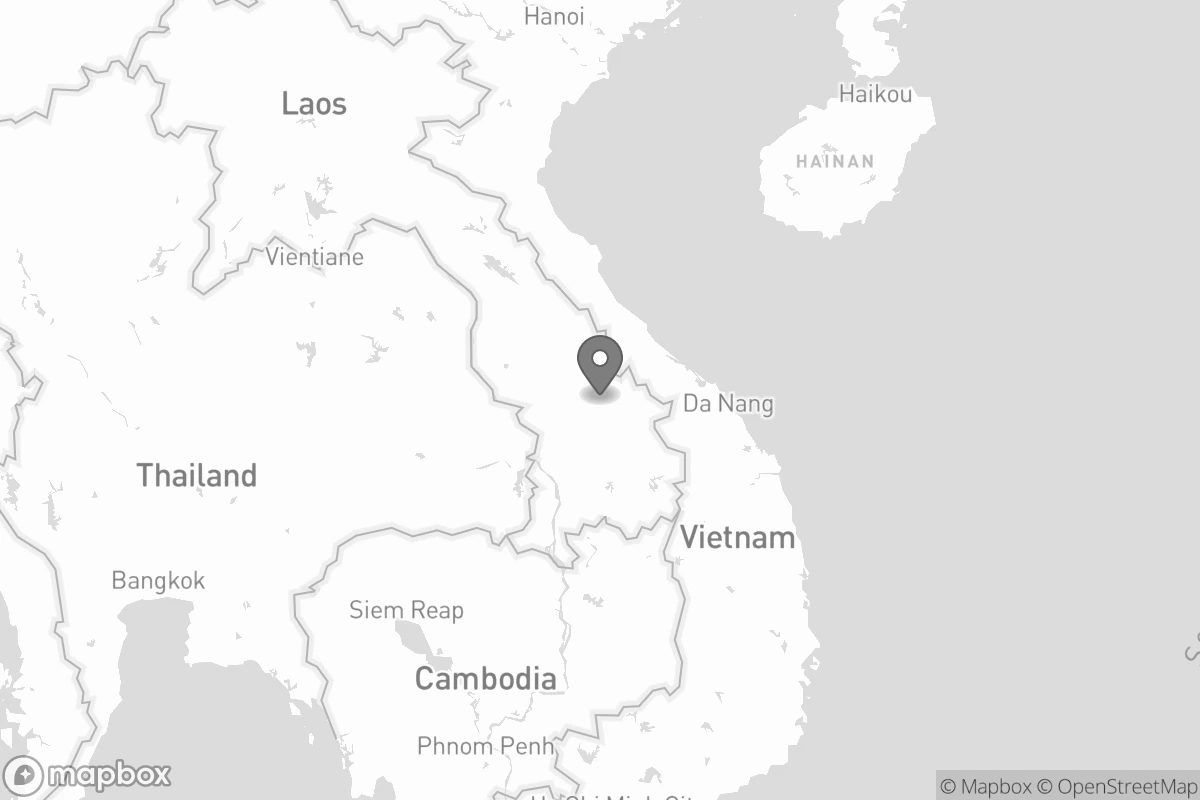 Hanoi
Haikou
Laos
HAINAN
Vientiane
Da Nang
Thailand
Vietnam
Bangkok
Siem Reap
Cambodia
Phnom Penh
mapbox
© Mapbox © OpenStreetMap